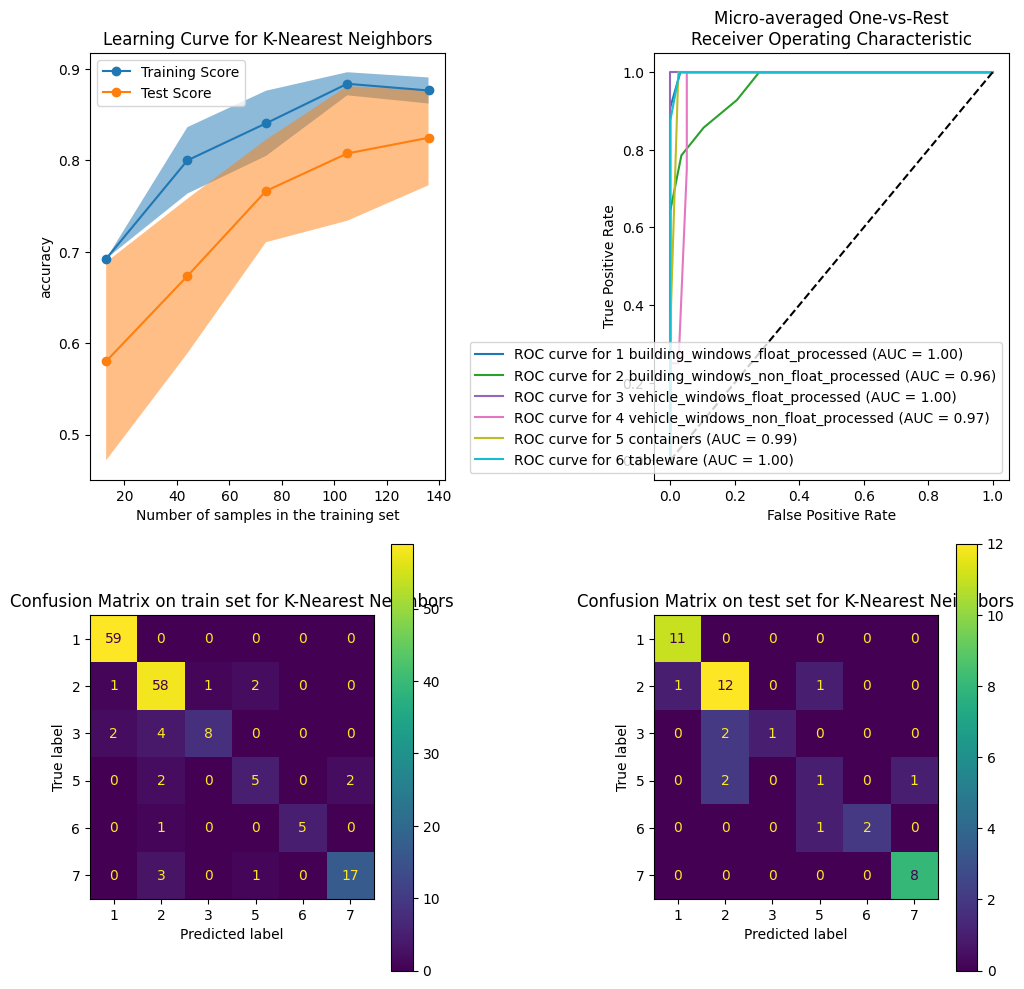 Learning Curve for K-Nearest Neighbors
Training Score
Test Score
0.9
0.8
0.7
0.6
0.5
accuracy
20 40 60 80 100 120 140
Number of samples in the training set
Micro-averaged One-vs-Rest
Receiver Operating Characteristic
1.0
0.8
0.6
0.4
0.2
0.0
True Positive Rate
ROC curve for 1 building_windows_float_processed (AUC = 1.00)
ROC curve for 2 building_windows_non_float_processed (AUC = 0.96)
ROC curve for 3 vehicle_windows_float_processed (AUC = 1.00)
ROC curve for 4 vehicle_windows_non_float_processed (AUC = 0.97)
ROC curve for 5 containers (AUC = 0.99)
ROC curve for 6 tableware (AUC = 1.00)
0.0 0.2 0.4 0.6 0.8 1.0
False Positive Rate
Confusion Matrix on train set for K-Nearest Neighbors
True label
1 59 0 0 0 0 0
2 1 58 1 2 0 0
3 2 4 8 0 0 0
5 0 2 0 5 0 2
6 0 1 0 0 5 0
7 0 3 0 1 0 17
1 2 3 5 6 7
Predicted label
50
40
30
20
10
0
Confusion Matrix on test set for K-Nearest Neighbors
True label
1 11 0 0 0 0 0
2 1 12 0 1 0 0
3 0 2 1 0 0 0
5 0 2 0 1 0 1
6 0 0 0 1 2 0
7 0 0 0 0 0 8
1 2 3 5 6 7
Predicted label
12
10
8
6
4
2
0